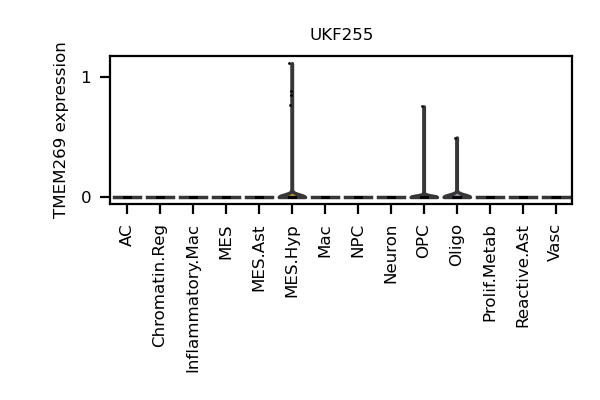 UKF255
TMEM269 expression
1
0
AC
Chromatin.Reg
Inflammatory.Mac
MES
MES.Ast
MES.Hyp
Mac
NPC
Neuron
OPC
Oligo
Prolif.Metab
Reactive.Ast
Vasc